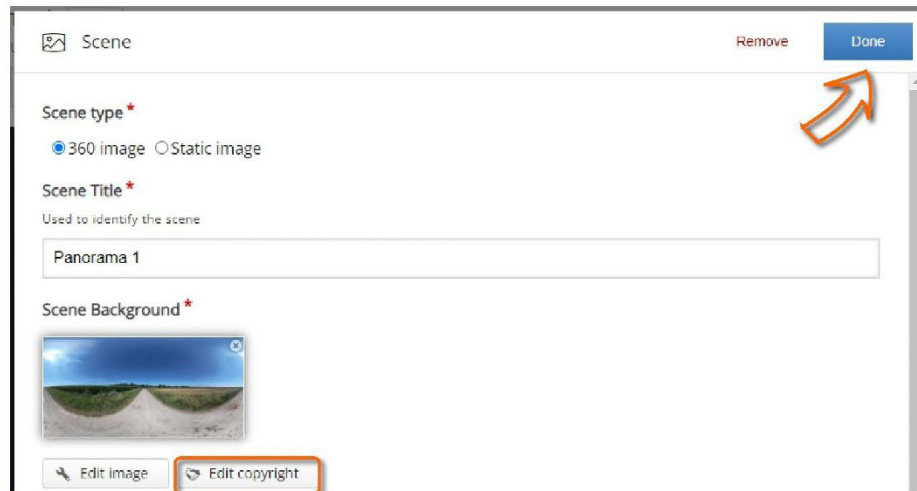 Scene Remove Done
Scene type *
360 image Static image
Scene Title *
Used to identify the scene
Panorama 1
Scene Background *
Edit image Edit copyright